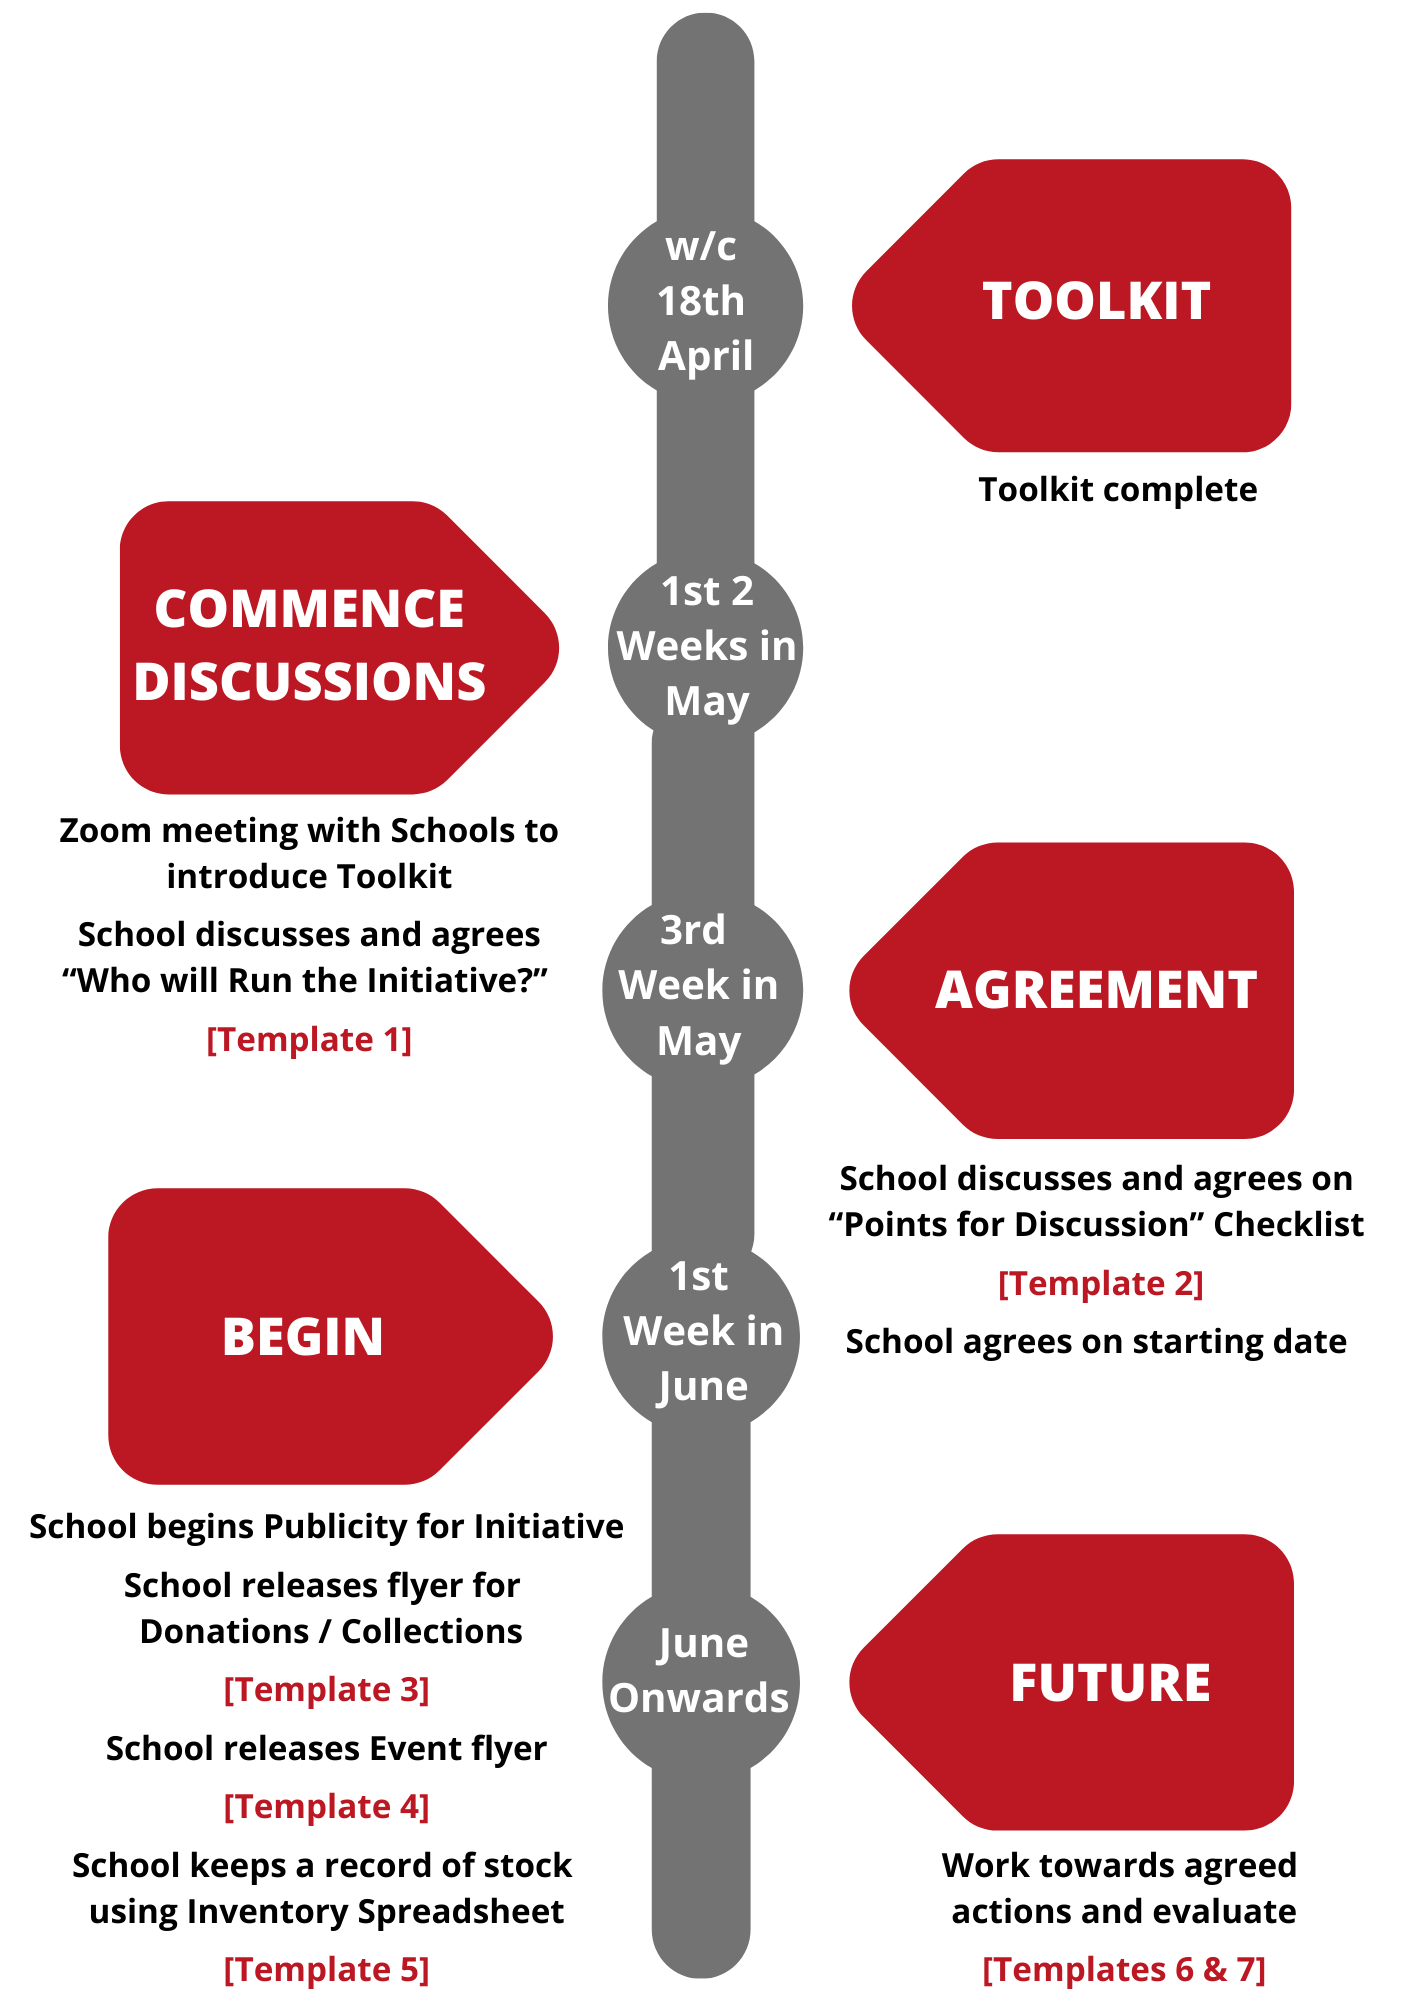 w/c
18th
April
TOOLKIT
Toolkit complete
1st 2
Weeks in
May
COMMENCE
DISCUSSIONS
Zoom meeting with Schools to
introduce Toolkit
School discusses and agrees
“Who will Run the Initiative?”
[Template 1]
3rd
Week in
May
AGREEMENT
School discusses and agrees on
“Points for Discussion” Checklist
[Template 2]
School agrees on starting date
1st
Week in
June
BEGIN
School begins Publicity for Initiative
School releases flyer for
Donations / Collections
[Template 3]
School releases Event flyer
[Template 4]
School keeps a record of stock
using Inventory Spreadsheet
[Template 5]
June
Onwards
FUTURE
Work towards agreed
actions and evaluate
[Templates 6 & 7]